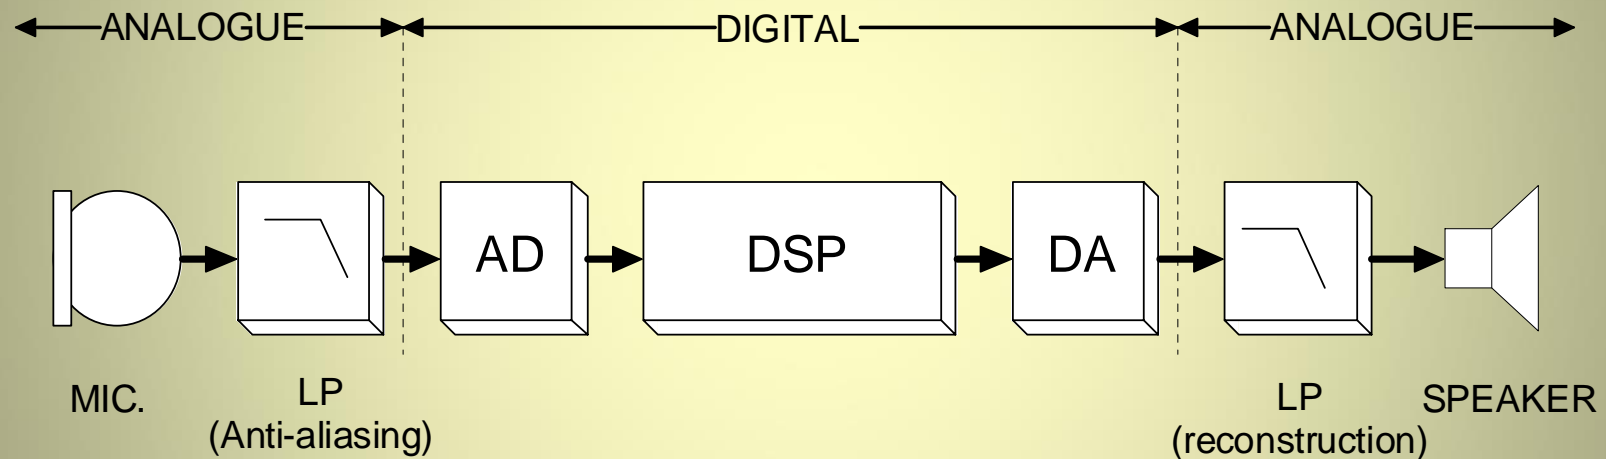 ANALOGUE
DIGITAL
ANALOGUE
AD
DSP
DA
MIC.
LP
(Anti-aliasing)
LP
(reconstruction)
SPEAKER